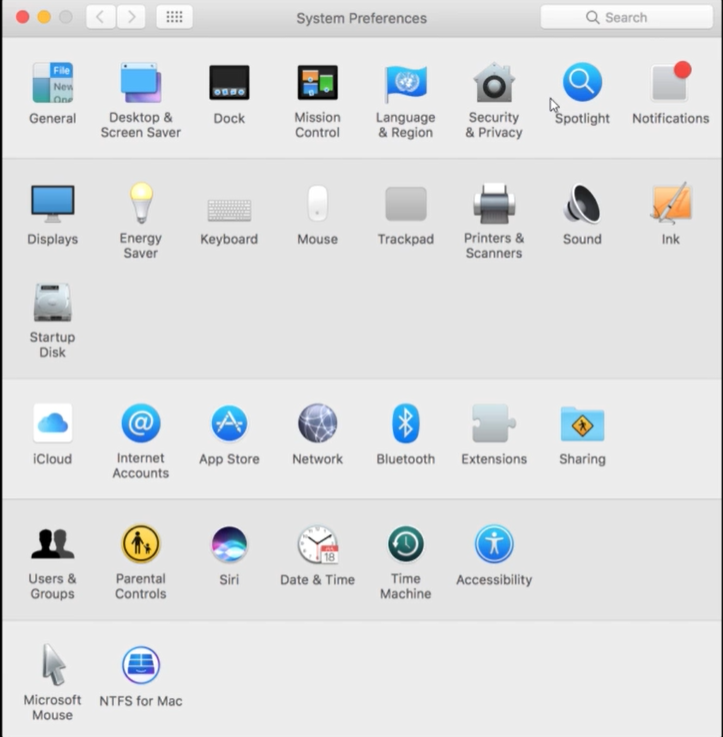 System Preferences
Search
File
New
General
Desktop &
Screen Saver
Dock
Mission
Control
Language
& Region
Security
& Privacy
Spotlight
Notifications
Displays
Energy
Saver
Keyboard
Mouse
Trackpad
Printers &
Scanners
Sound
Ink
Startup
Disk
iCloud
Internet
Accounts
App Store
Network
Bluetooth
Extensions
Sharing
Users &
Groups
Parental
Controls
Siri
18
Date & Time
Time
Machine
Accessibility
Microsoft
Mouse
NTFS for Mac